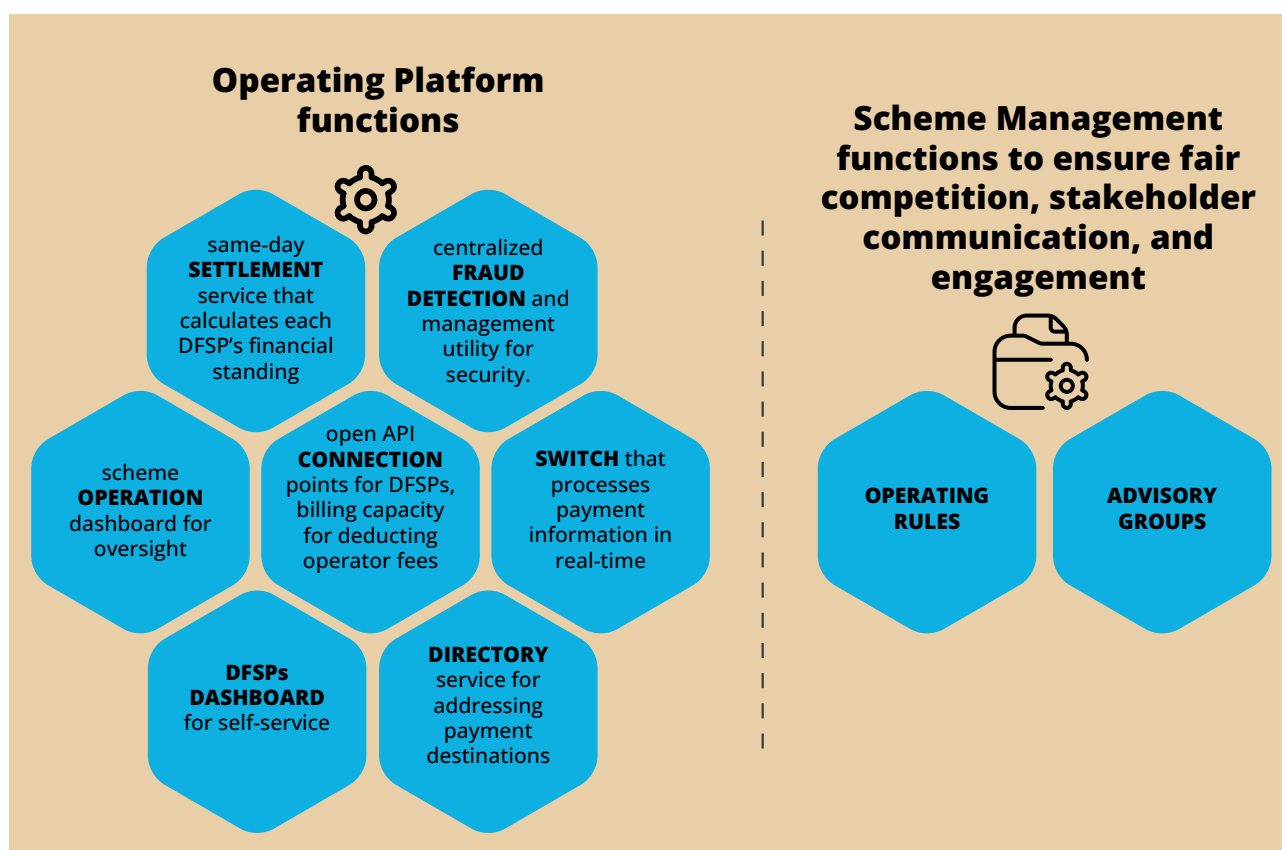 Operating Platform
functions
same-day
SETTLEMENT
service that
calculates each
DFSP’s financial
standing
centralized
FRAUD
DETECTION and
management
utility for
security.
scheme
OPERATION
dashboard for
oversight
open API
CONNECTION
points for DFSPs,
billing capacity
for deducting
operator fees
SWITCH that
processes
payment
information in
real-time
DFSPs
DASHBOARD
for self-service
DIRECTORY
service for
addressing
payment
destinations
Scheme Management
functions to ensure fair
competition, stakeholder
communication, and
engagement
OPERATING
RULES
ADVISORY
GROUPS